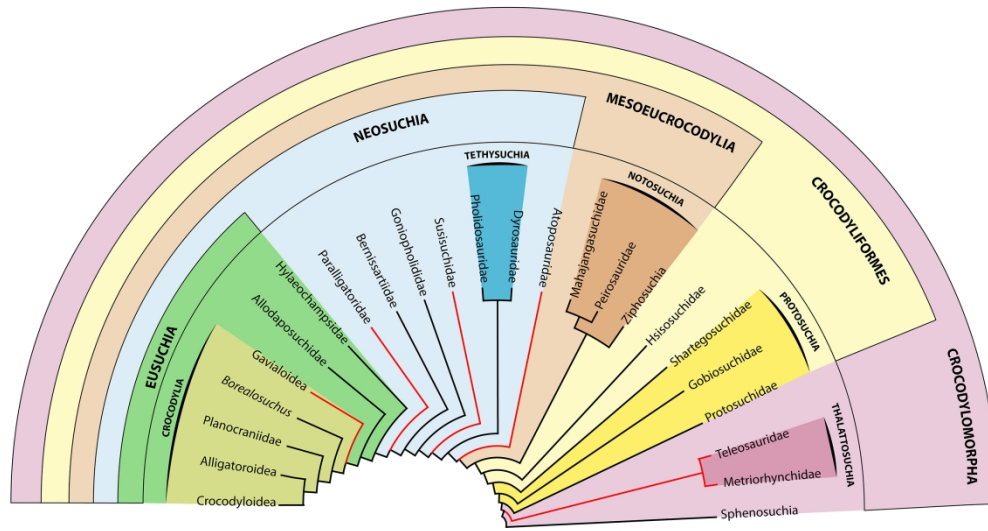 NEOSUCHIA
MESOEUCROCODYLIA
CROCODYLIFORMES
CROCODYLOMORPHA
EUSUCHIA
CROCODYLIA
TETHYSUCHIA
NOTOSUCHIA
PROTOSUCHIA
THALATTOSUCHIA
Crocodyloidea
Alligatoroidea
Planocraniidae
Borealosuchus
Gavialoidea
Allodaposuchidae
Hylaeochampsidae
Paralligatoridae
Bernissartiidae
Goniopholididae
Susisuchidae
Pholidosauridae
Dyrosauridae
Atoposauridae
Mahajangasuchidae
Peirosauridae
Ziphosuchia
Hsisosuchidae
Shartegosuchidae
Gobiosuchidae
Protosuchidae
Teleosauridae
Metriorhynchidae
Sphenosuchia